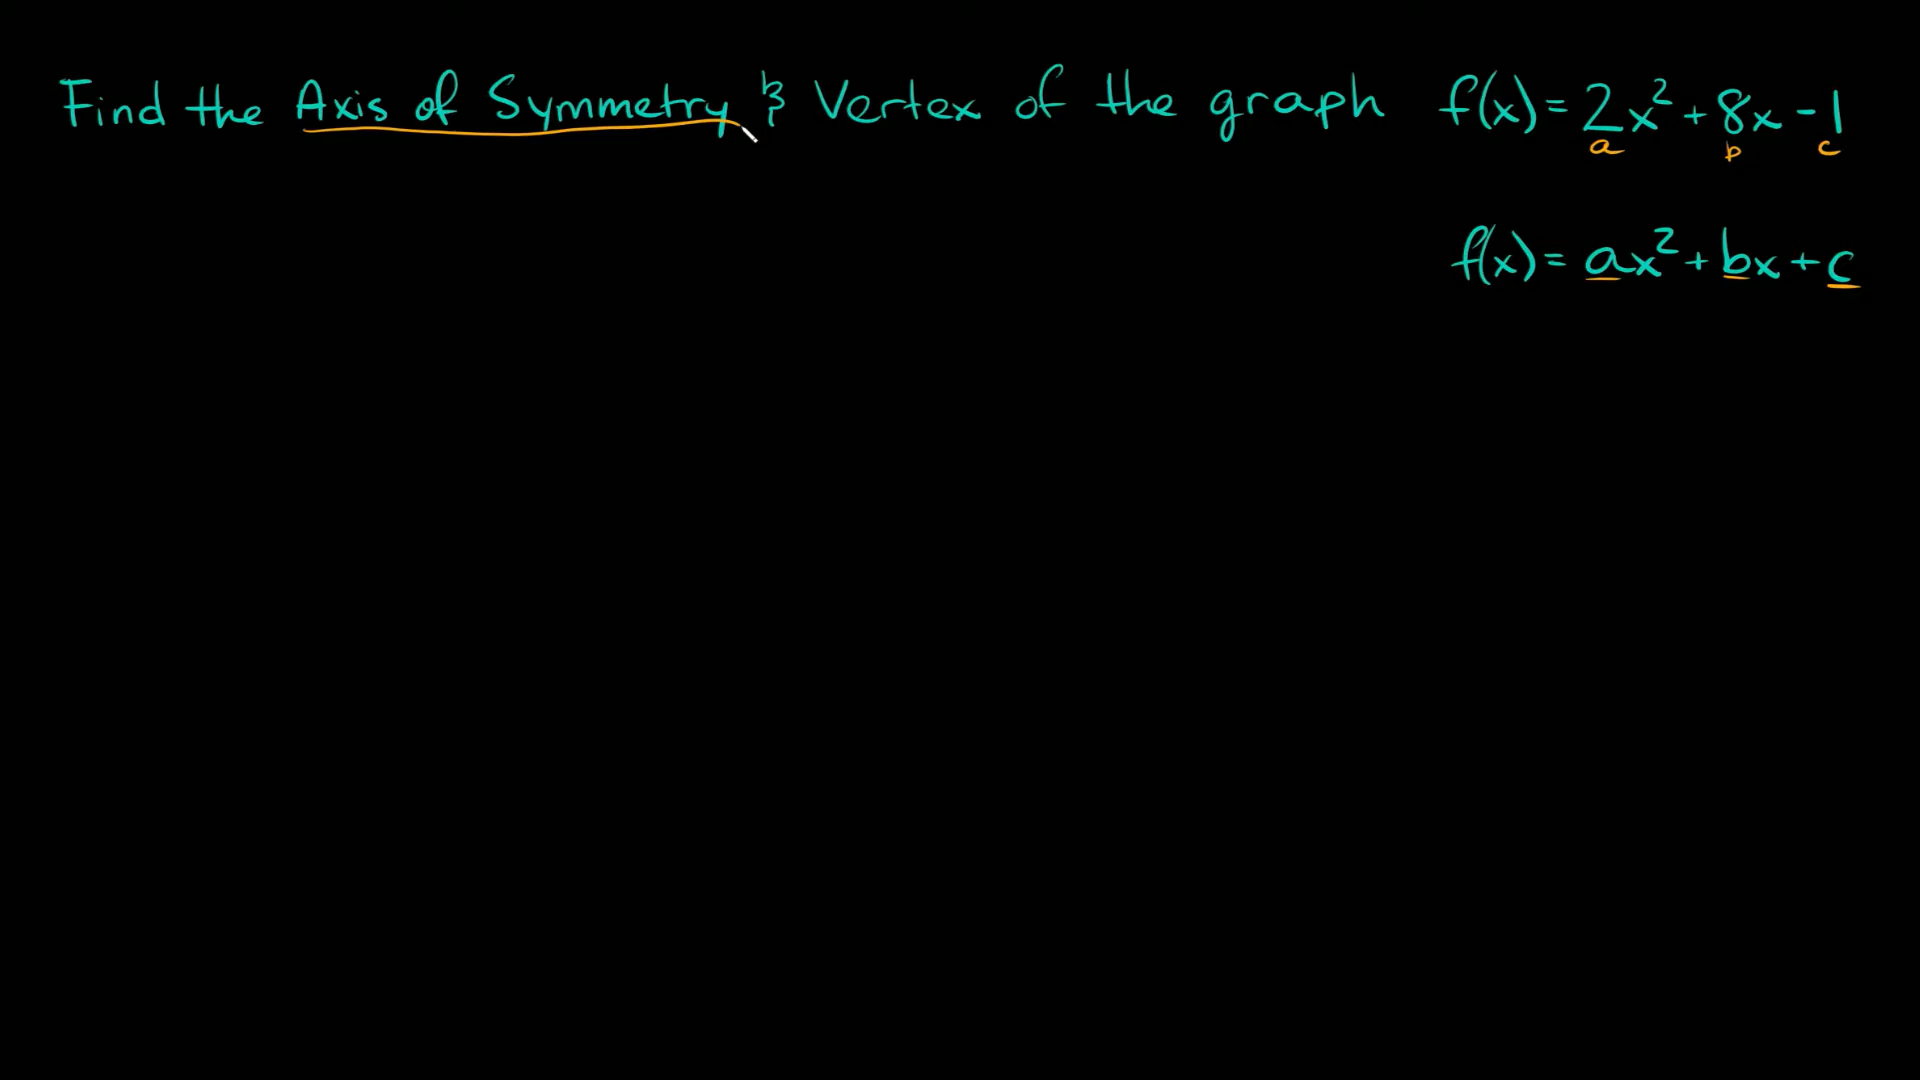 Find the Axis of Symmetry & Vertex of the graph f(x) = 2x² + 8x - 1
a b c
f(x) = ax² + bx + c